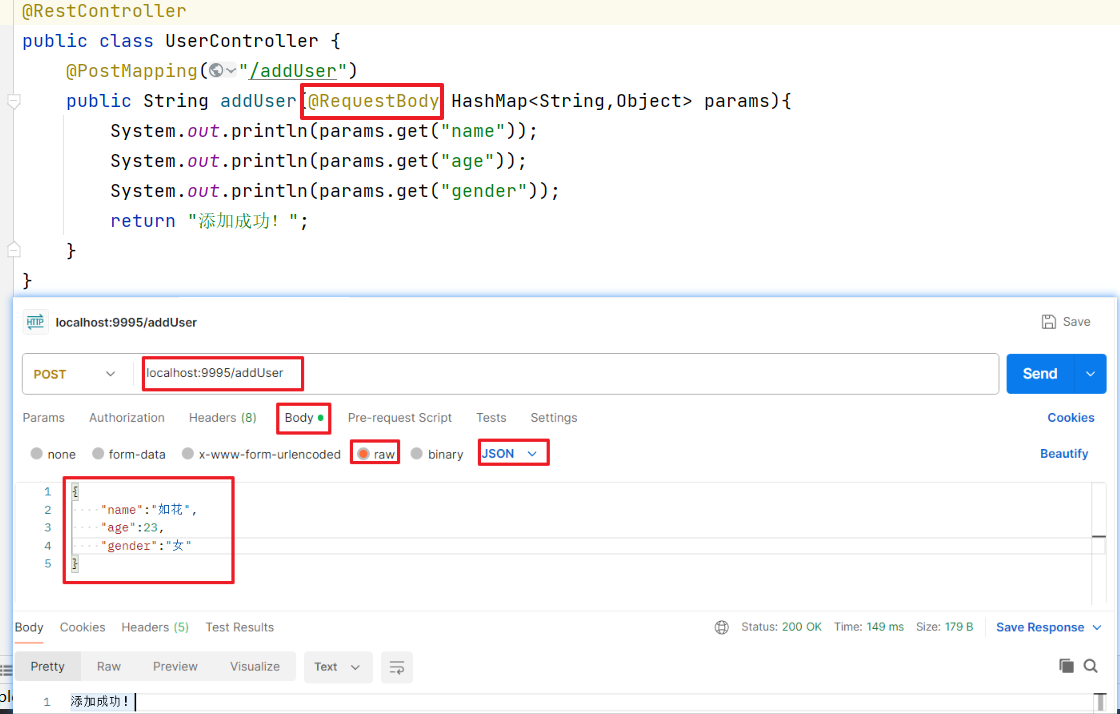 @RestController
public class UserController {
@PostMapping("/addUser")
public String addUser(@RequestBody HashMap<String,Object> params){
System.out.println(params.get("name"));
System.out.println(params.get("age"));
System.out.println(params.get("gender"));
return "添加成功！";
}
}
HTTP localhost:9995/addUser Save
POST localhost:9995/addUser Send
Params Authorization Headers (8) Body Pre-request Script Tests Settings Cookies
none form-data x-www-form-urlencoded raw binary JSON Beautify
1 {
2 "name":"如花",
3 "age":23,
4 "gender":"女"
5 }
Body Cookies Headers (5) Test Results Status: 200 OK Time: 149 ms Size: 179 B Save Response
Pretty Raw Preview Visualize Text
1 添加成功！